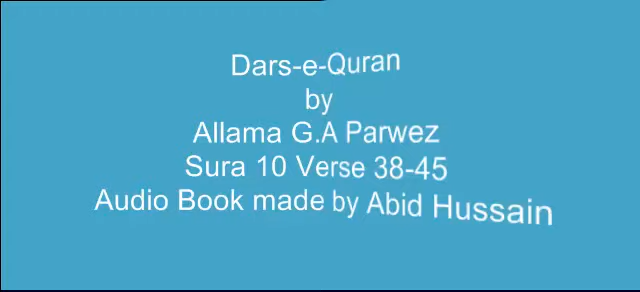 Dars-e-Quran
by
Allama G.A Parwez
Sura 10 Verse 38-45
Audio Book made by Abid Hussain